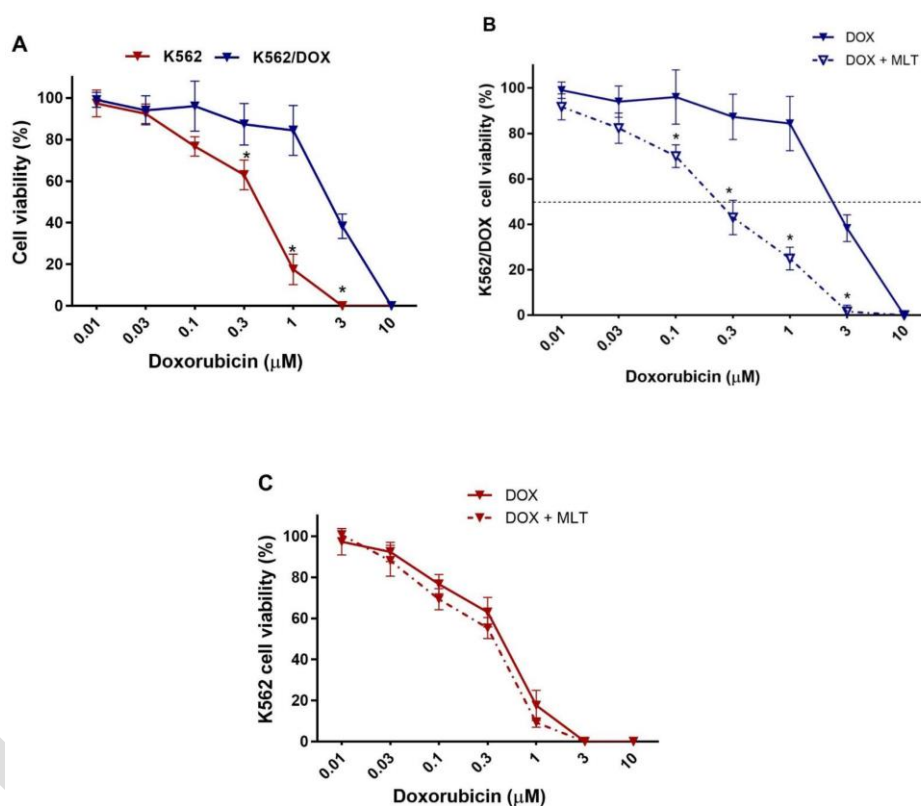 A
K562 K562/DOX
Cell viability (%)
100
80
60
40
20
0
* * *
0.01 0.03 0.1 0.3 1 3 10
Doxorubicin (μM)
B
DOX
DOX + MLT
K562/DOX cell viability (%)
100
80
60
40
20
0
* * * *
0.01 0.03 0.1 0.3 1 3 10
Doxorubicin (μM)
C
DOX
DOX + MLT
K562 cell viability (%)
100
80
60
40
20
0
0.01 0.03 0.1 0.3 1 3 10
Doxorubicin (μM)